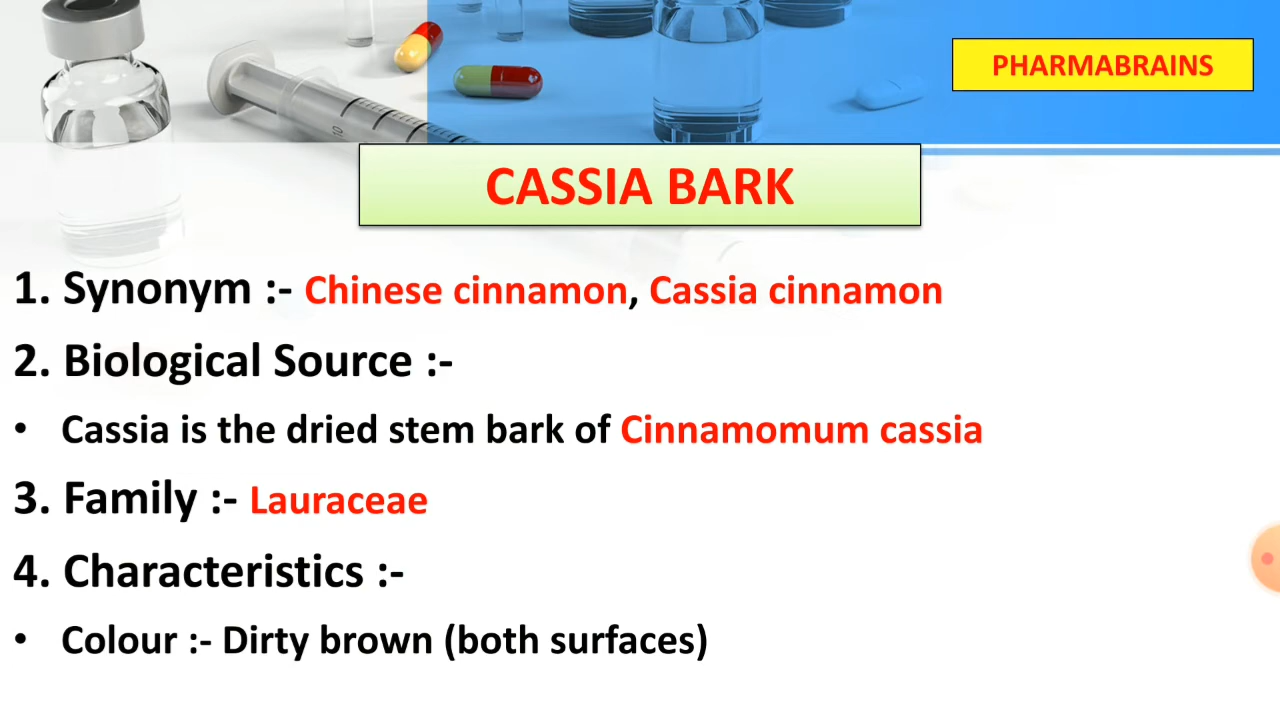 PHARMABRAINS
CASSIA BARK
1. Synonym :- Chinese cinnamon, Cassia cinnamon
2. Biological Source :-
• Cassia is the dried stem bark of Cinnamomum cassia
3. Family :- Lauraceae
4. Characteristics :-
• Colour :- Dirty brown (both surfaces)